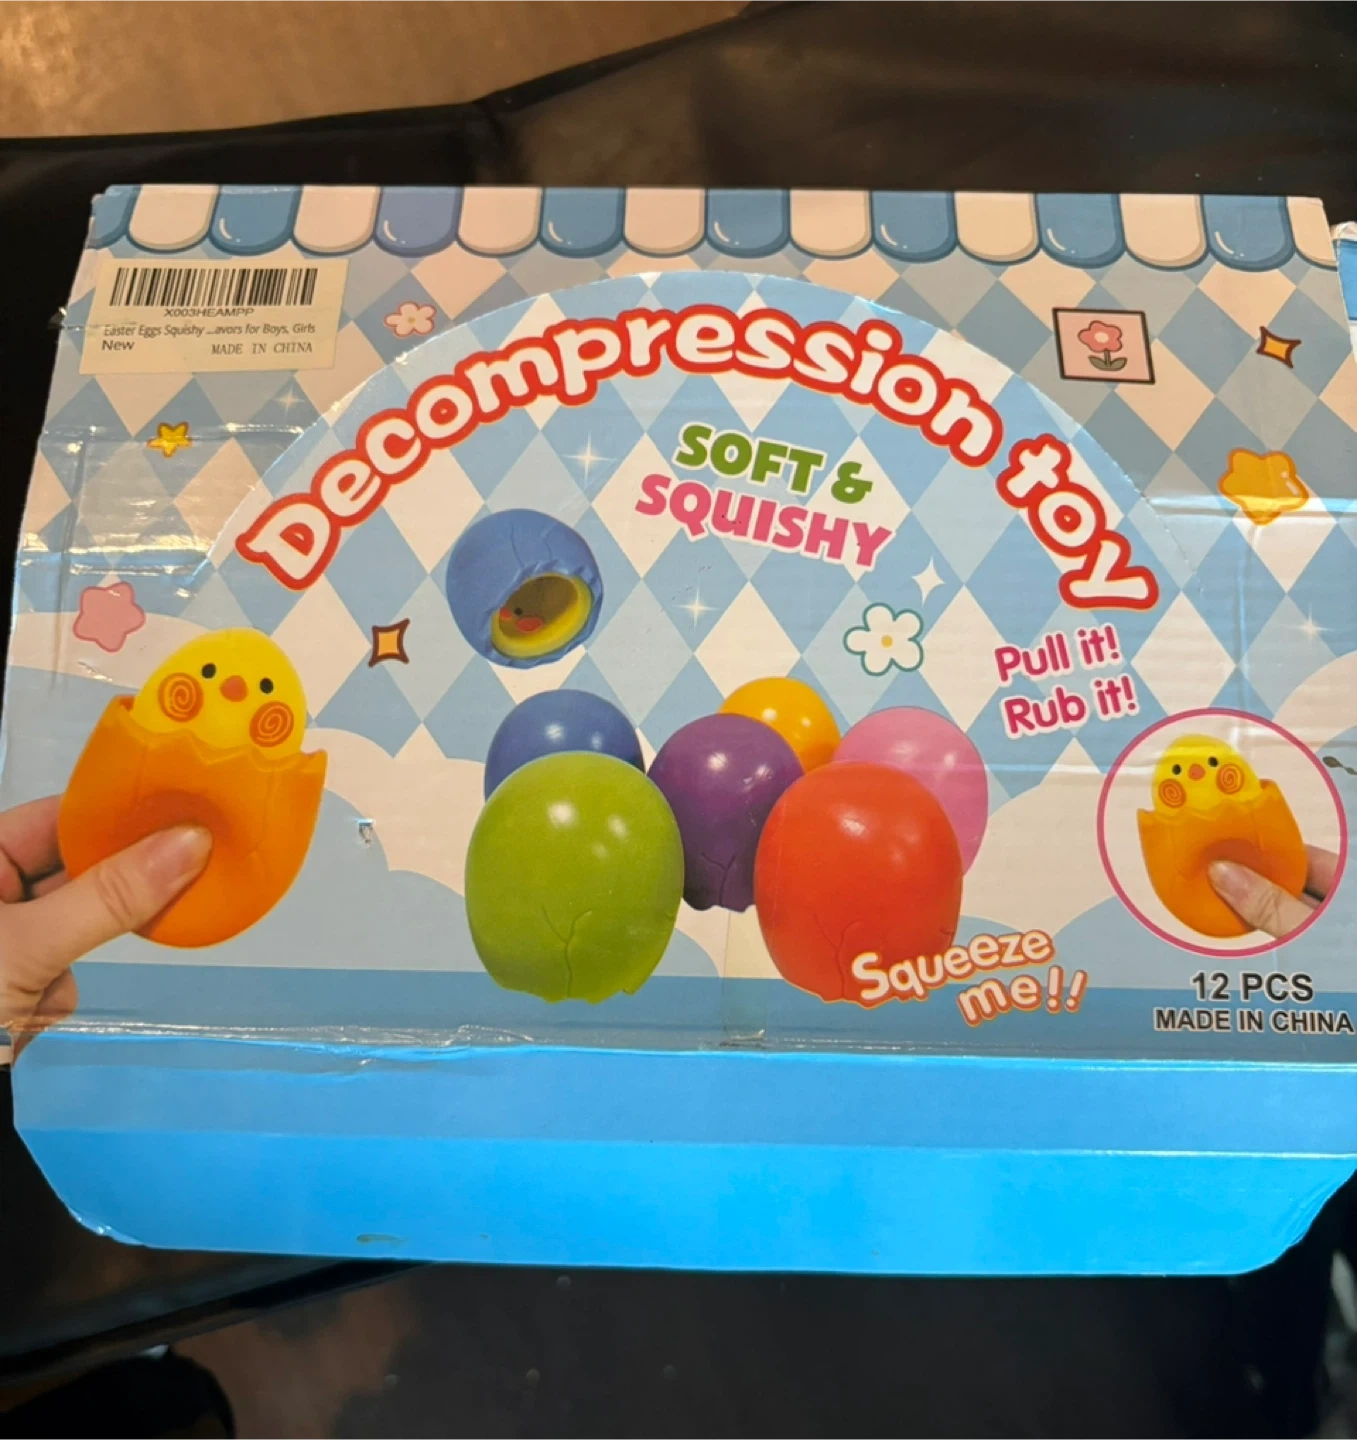 X003HEAMPP
Easter Eggs Squishy ...avors for Boys, Girls
New
MADE IN CHINA
Decompression toy
SOFT &
SQUISHY
Pull it!
Rub it!
Squeeze
me!!
12 PCS
MADE IN CHINA